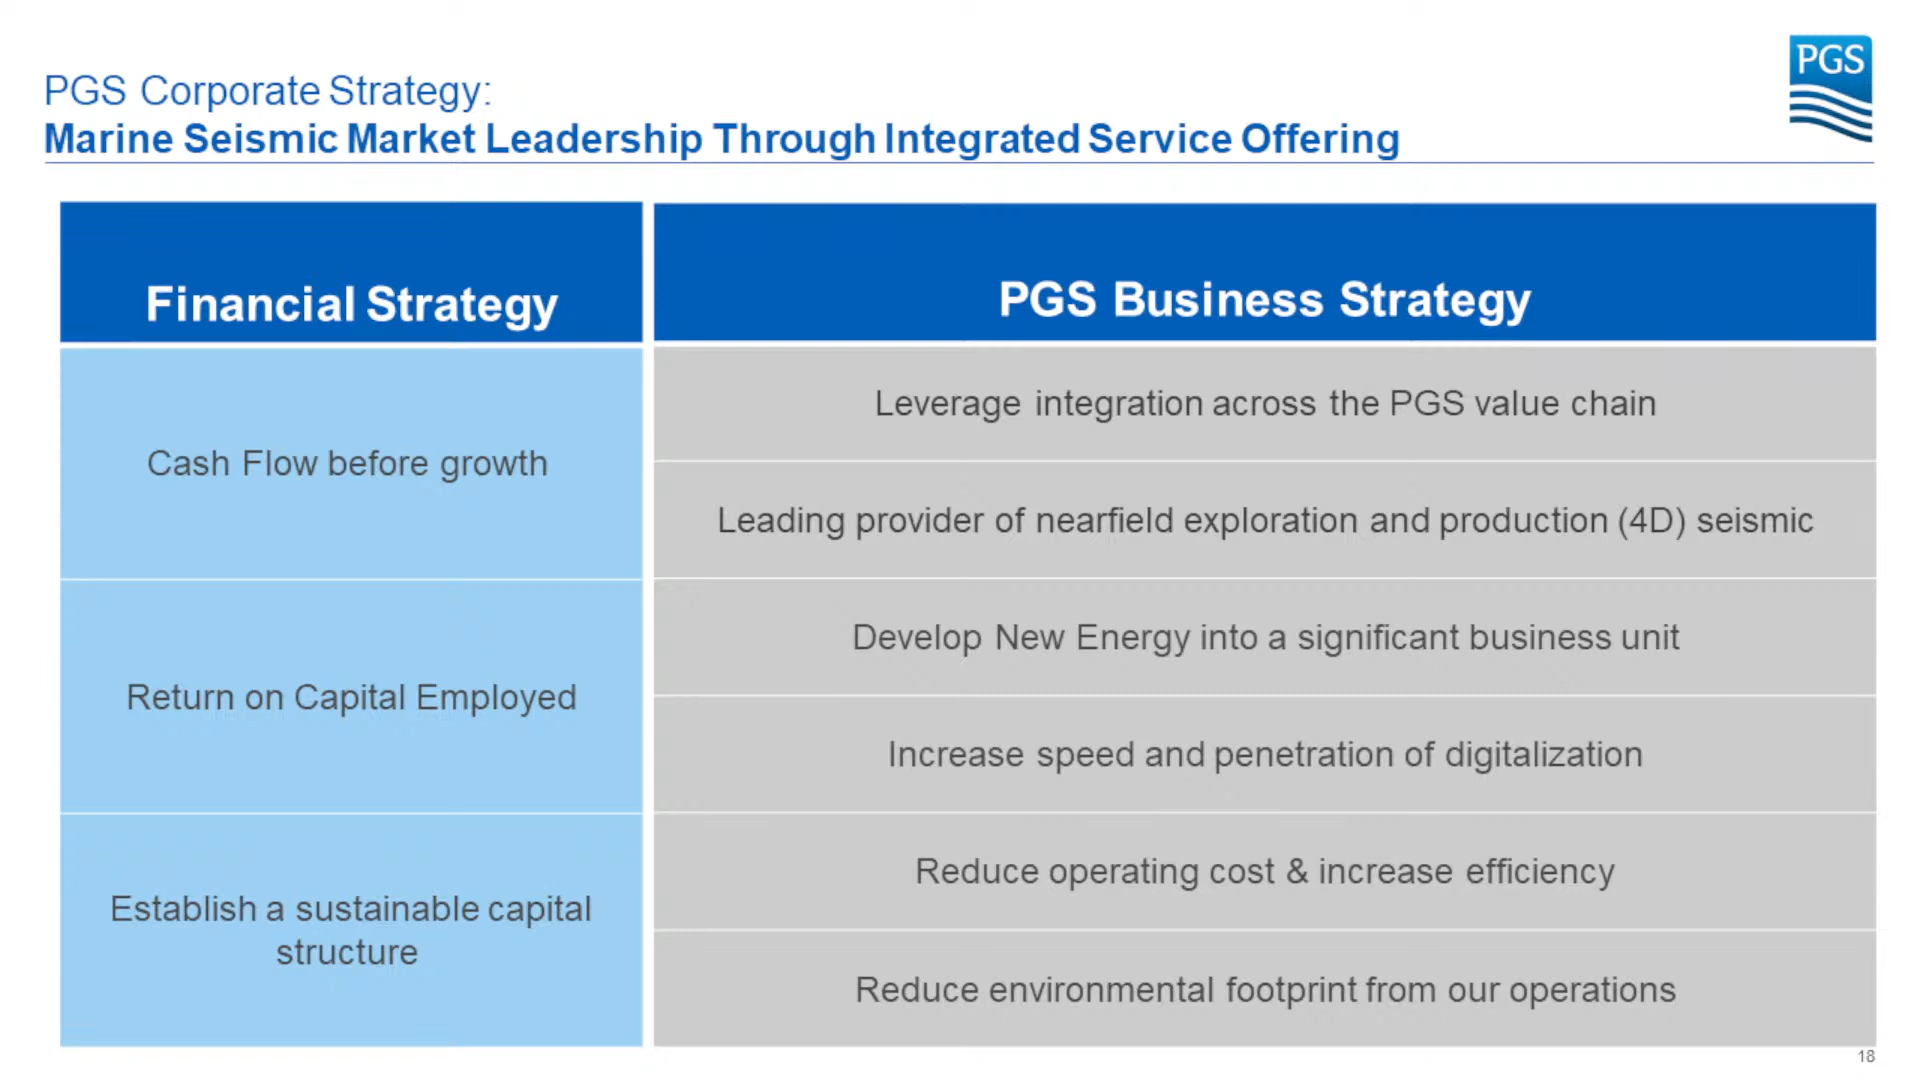 PGS Corporate Strategy:
Marine Seismic Market Leadership Through Integrated Service Offering
PGS
Financial Strategy
Cash Flow before growth
Return on Capital Employed
Establish a sustainable capital
structure
PGS Business Strategy
Leverage integration across the PGS value chain
Leading provider of nearfield exploration and production (4D) seismic
Develop New Energy into a significant business unit
Increase speed and penetration of digitalization
Reduce operating cost & increase efficiency
Reduce environmental footprint from our operations
18